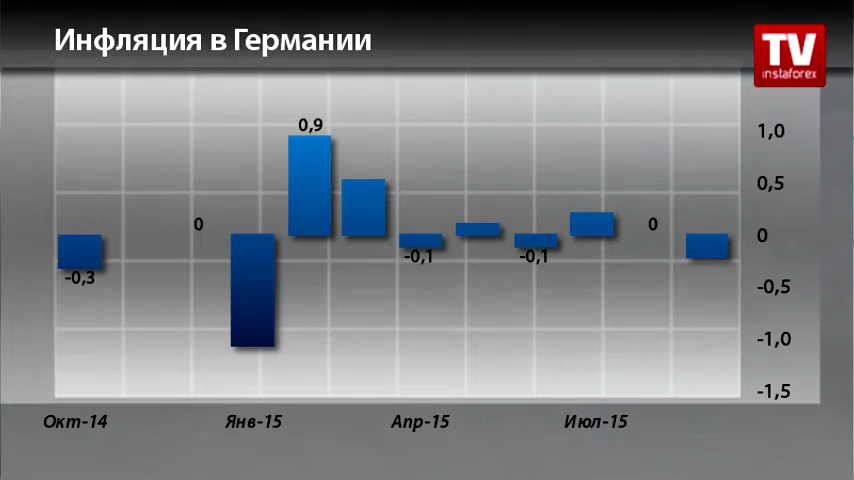 Инфляция в Германии
TV
instaforex
0,9
1,0
0,5
0
0
0
-0,1
-0,1
-0,3
-0,5
-1,0
-1,5
Окт-14
Янв-15
Апр-15
Июл-15